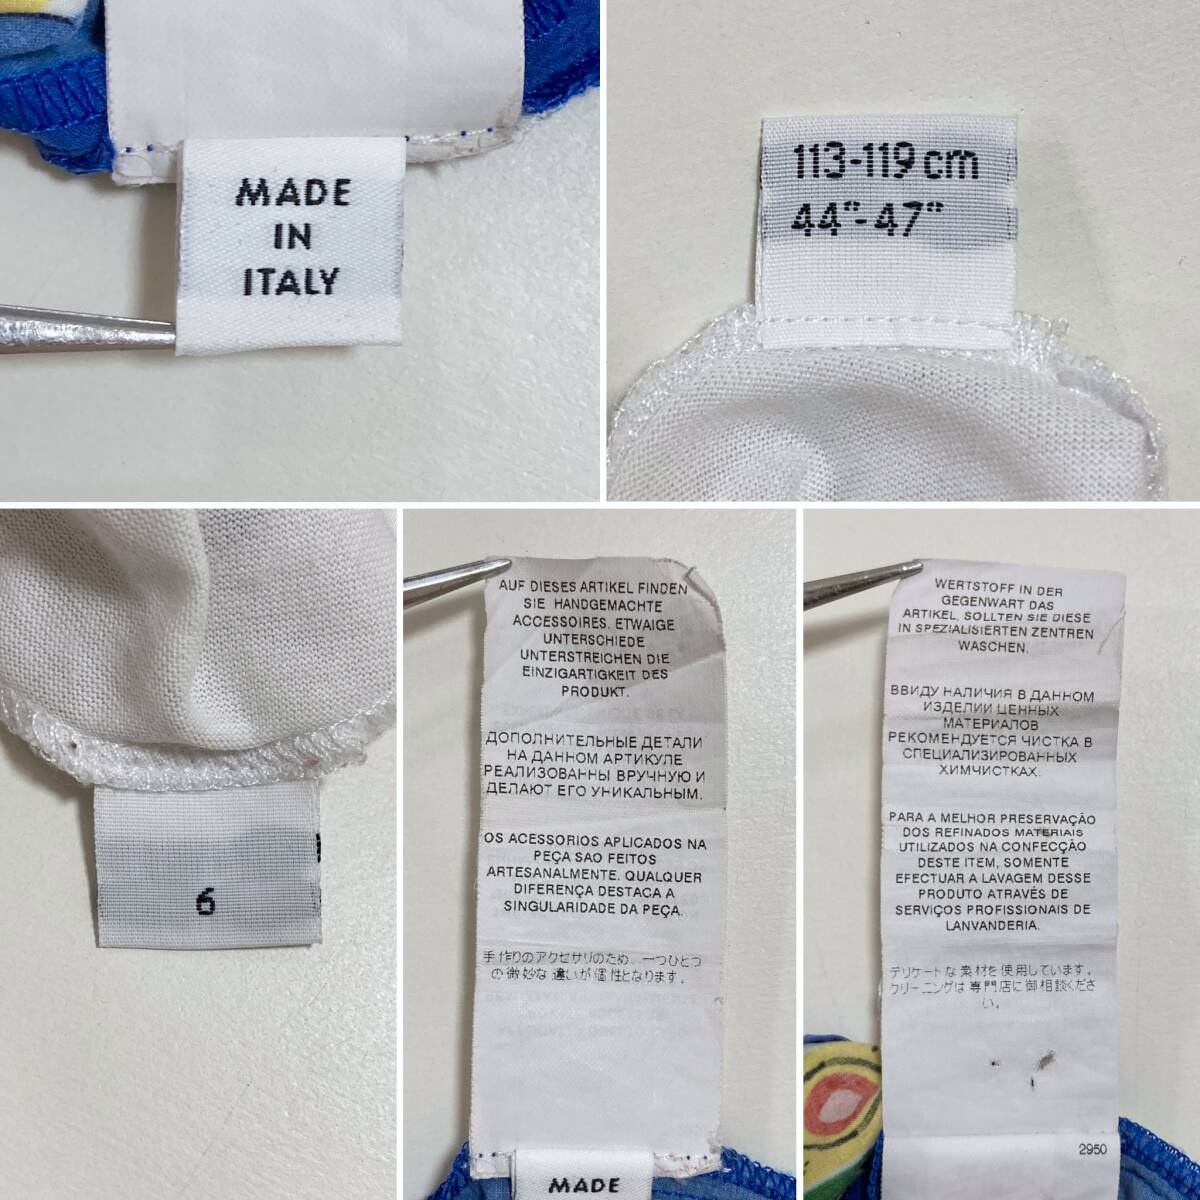 MADE
IN
ITALY
113-119 cm
44"-47"
6
AUF DIESES ARTIKEL FINDEN
SIE HANDGEMACHTE
ACCESSOIRES. ETWAIGE
UNTERSCHIEDE
UNTERSTREICHEN DIE
EINZIGARTIGKEIT DES
PRODUKT.
ДОПОЛНИТЕЛЬНЫЕ ДЕТАЛИ
НА ДАННОМ АРТИКУЛЕ
РЕАЛИЗОВАННЫ ВРУЧНУЮ И
ДЕЛАЮТ ЕГО УНИКАЛЬНЫМ.
OS ACESSORIOS APLICADOS NA
PEÇA SAO FEITOS
ARTESANALMENTE. QUALQUER
DIFERENÇA DESTACA A
SINGULARIDADE DA PEÇA.
手作りのアクセサリのため、一つひとつ
の微妙な違いが個性となります。
MADE
WERTSTOFF IN DER
GEGENWART DAS
ARTIKEL. SOLLTEN SIE DIESE
IN SPEZIALISIERTEN ZENTREN
WASCHEN.
ВВИДУ НАЛИЧИЯ В ДАННОМ
ИЗДЕЛИИ ЦЕННЫХ
МАТЕРИАЛОВ
РЕКОМЕНДУЕТСЯ ЧИСТКА В
СПЕЦИАЛИЗИРОВАННЫХ
ХИМЧИСТКАХ.
PARA A MELHOR PRESERVAÇÃO
DOS REFINADOS MATERIAIS
UTILIZADOS NA CONFECÇÃO
DESTE ITEM, SOMENTE
EFECTUAR A LAVAGEM DESSE
PRODUTO ATRAVÉS DE
SERVIÇOS PROFISSIONAIS DE
LANVANDERIA.
デリケートな素材を使用しています。
クリーニングは専門店に御相談くださ
い。
2950